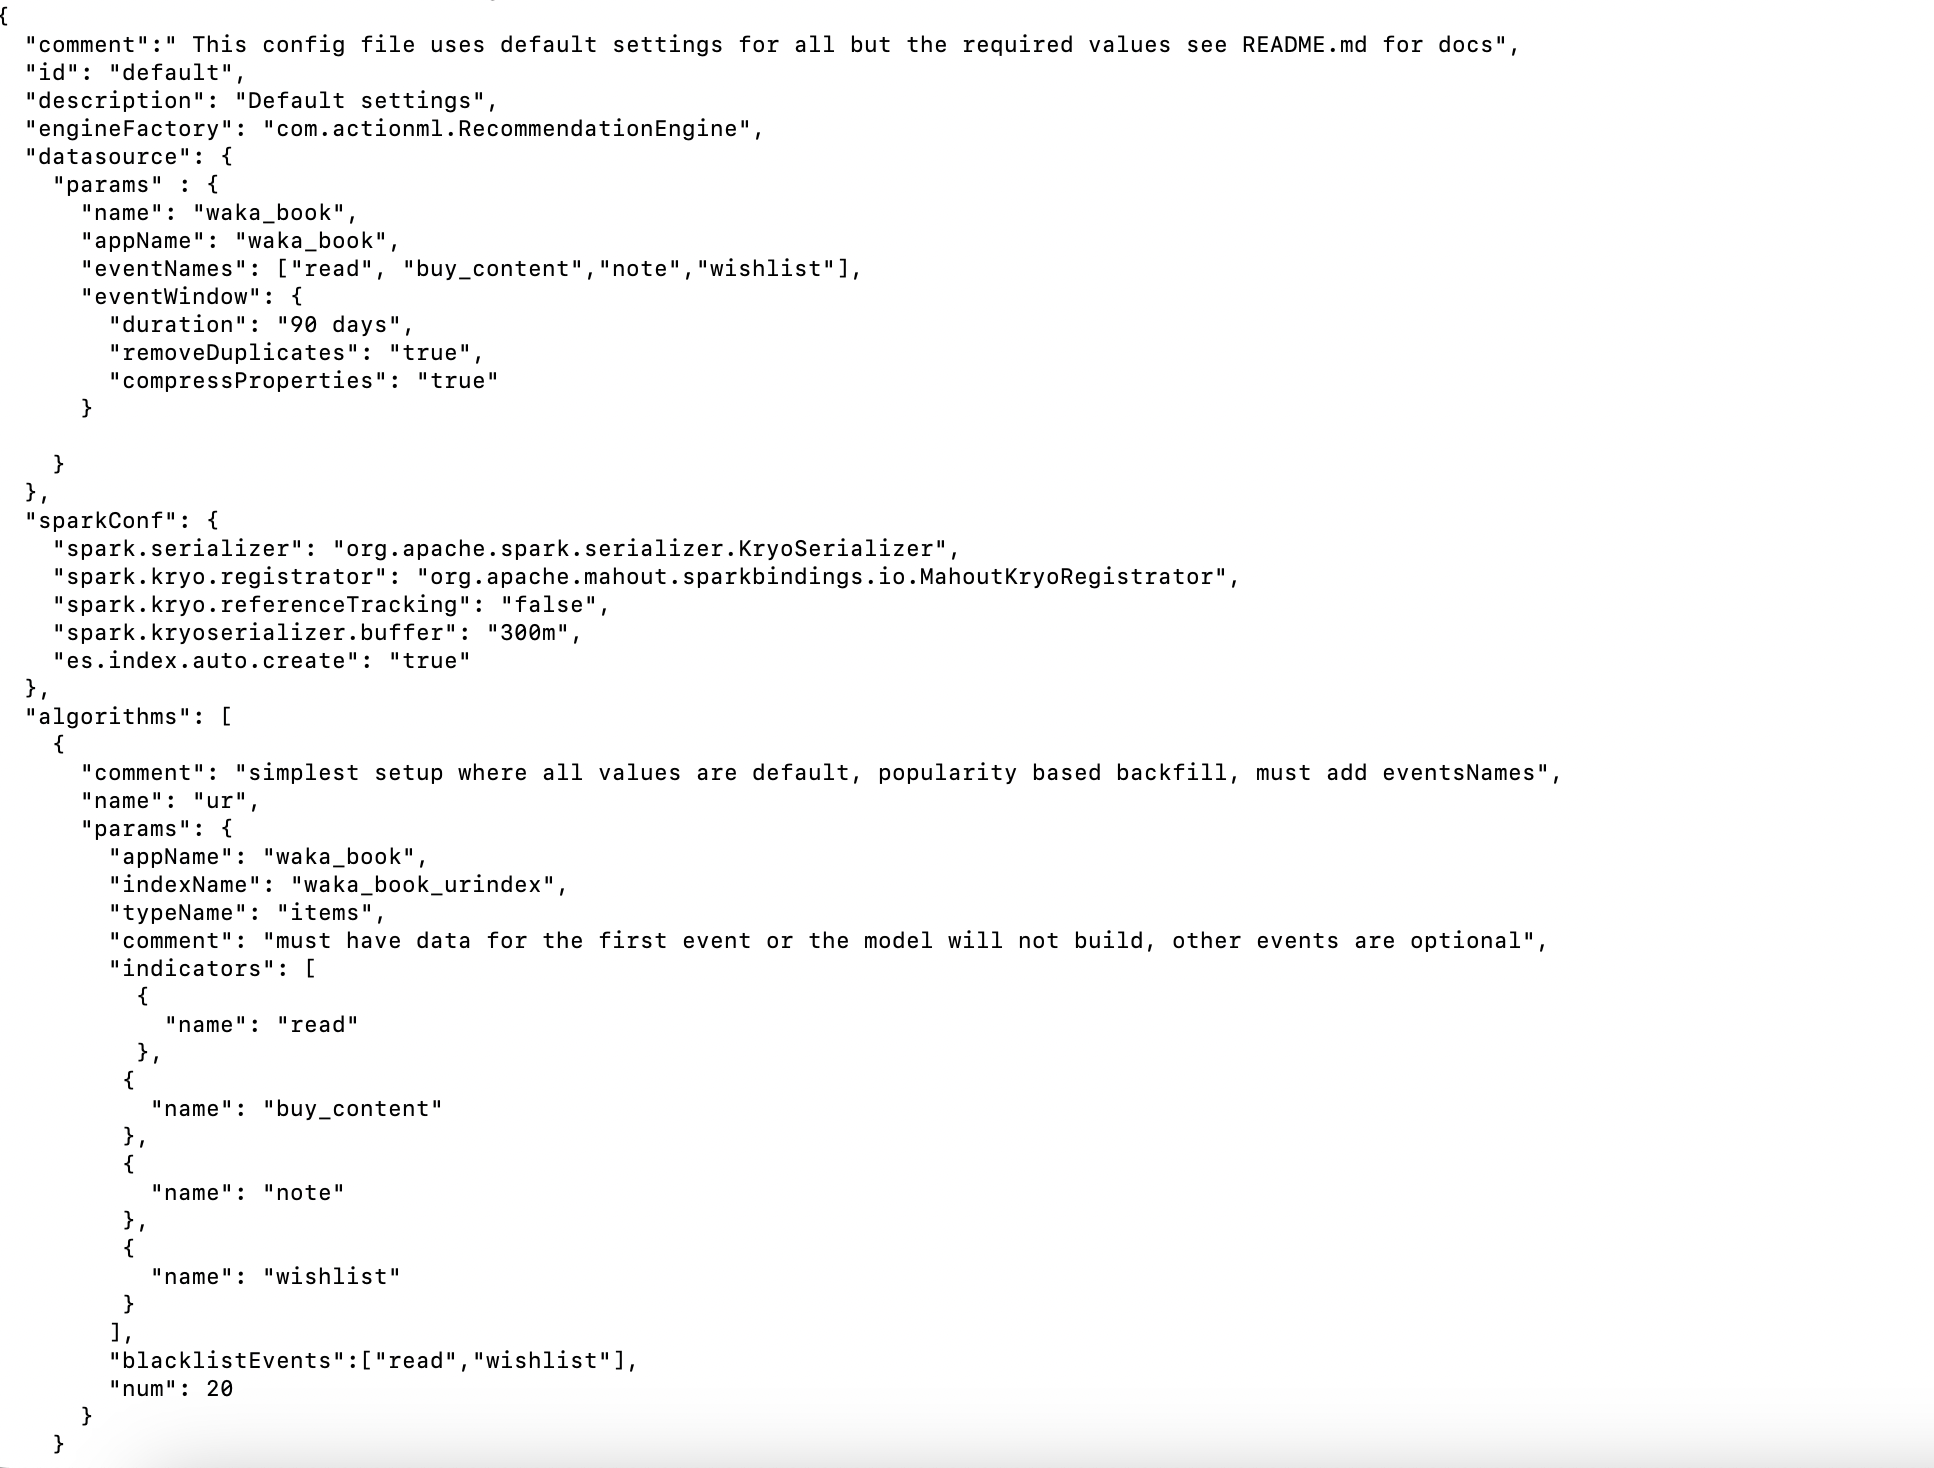 {
  "comment":" This config file uses default settings for all but the required values see README.md for docs",
  "id": "default",
  "description": "Default settings",
  "engineFactory": "com.actionml.RecommendationEngine",
  "datasource": {
    "params" : {
      "name": "waka_book",
      "appName": "waka_book",
      "eventNames": ["read", "buy_content","note","wishlist"],
      "eventWindow": {
        "duration": "90 days",
        "removeDuplicates": "true",
        "compressProperties": "true"
      }

    }
  },
  "sparkConf": {
    "spark.serializer": "org.apache.spark.serializer.KryoSerializer",
    "spark.kryo.registrator": "org.apache.mahout.sparkbindings.io.MahoutKryoRegistrator",
    "spark.kryo.referenceTracking": "false",
    "spark.kryoserializer.buffer": "300m",
    "es.index.auto.create": "true"
  },
  "algorithms": [
    {
      "comment": "simplest setup where all values are default, popularity based backfill, must add eventsNames",
      "name": "ur",
      "params": {
        "appName": "waka_book",
        "indexName": "waka_book_urindex",
        "typeName": "items",
        "comment": "must have data for the first event or the model will not build, other events are optional",
        "indicators": [
          {
            "name": "read"
          },
         {
           "name": "buy_content"
         },
         {
           "name": "note"
         },
         {
           "name": "wishlist"
         }
        ],
        "blacklistEvents":["read","wishlist"],
        "num": 20
      }
    }